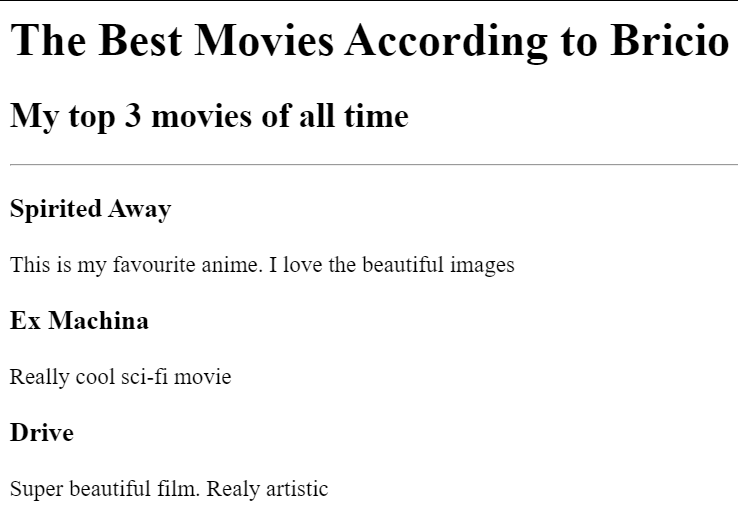 The Best Movies According to Bricio
My top 3 movies of all time
Spirited Away
This is my favourite anime. I love the beautiful images
Ex Machina
Really cool sci-fi movie
Drive
Super beautiful film. Realy artistic